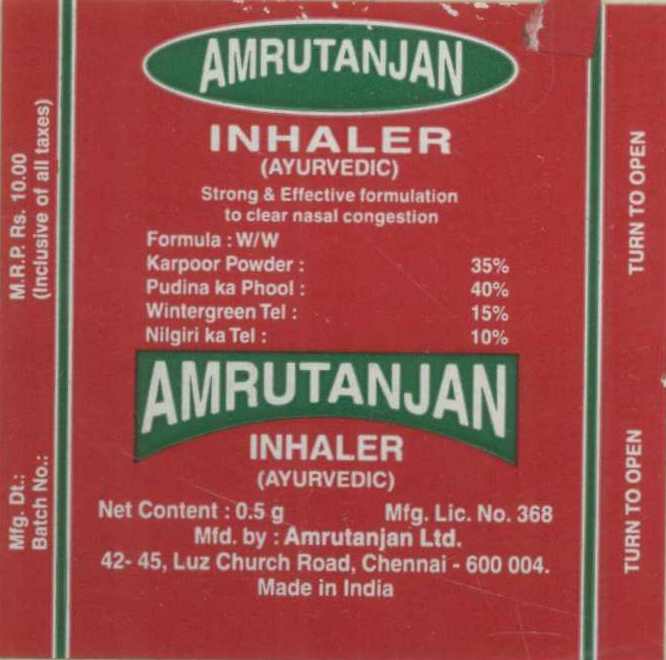 AMRUTANJAN
INHALER
(AYURVEDIC)
Strong & Effective formulation
to clear nasal congestion
Formula : W/W
Karpoor Powder : 35%
Pudina ka Phool : 40%
Wintergreen Tel : 15%
Nilgiri ka Tel : 10%
AMRUTANJAN
INHALER
(AYURVEDIC)
Net Content : 0.5 g Mfg. Lic. No. 368
Mfd. by : Amrutanjan Ltd.
42- 45, Luz Church Road, Chennai - 600 004.
Made in India
M.R.P. Rs. 10.00
(Inclusive of all taxes)
Mfg. Dt.:
Batch No.:
TURN TO OPEN
TURN TO OPEN